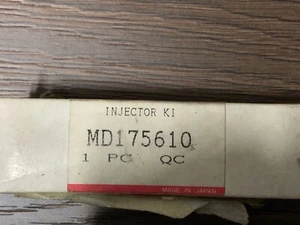 INJECTOR KI
MD175610
1 PC QC
MADE IN JAPAN